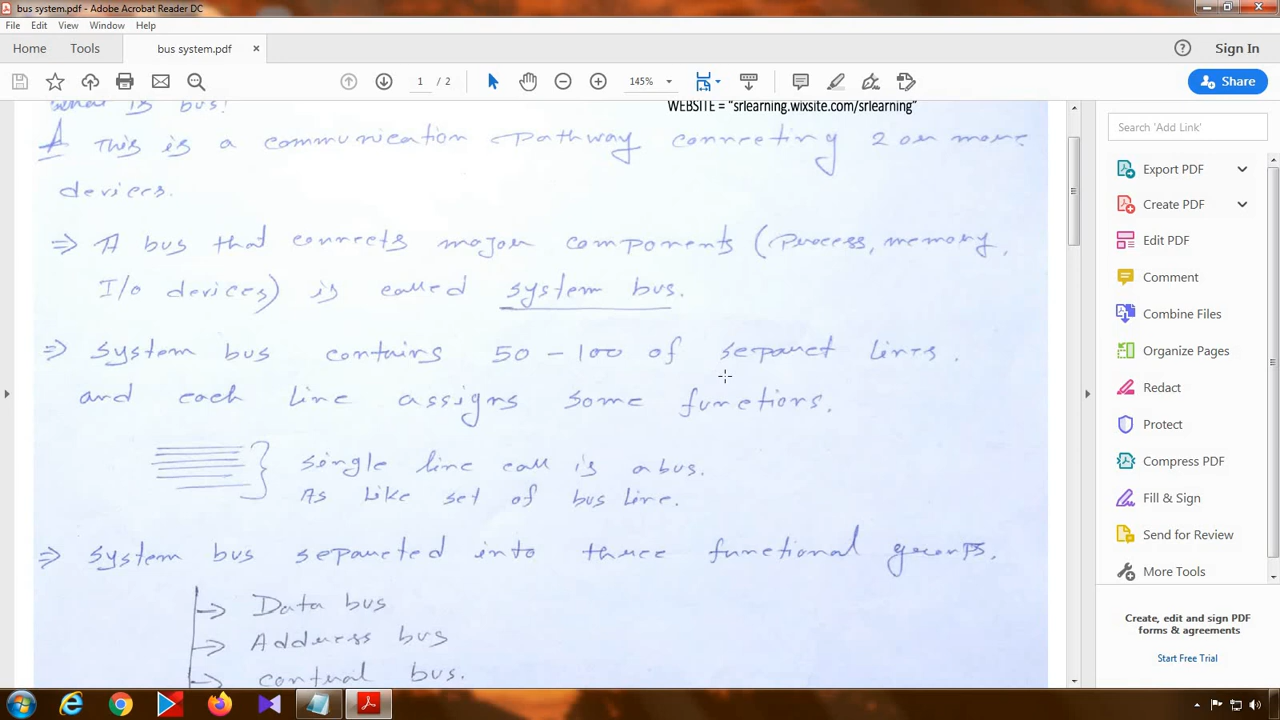 bus system.pdf - Adobe Acrobat Reader DC
File Edit View Window Help
Home Tools bus system.pdf × Sign In
1 / 2 145% Share
What is bus?
WEBSITE = "srlearning.wixsite.com/srlearning"
A This is a communication Pathway connecting 2 or more
devices.
⇒ A bus that connects major components (Process, memory,
I/o devices) is called system bus.
⇒ System bus contains 50 - 100 of separet lines.
and each line assigns some functions.
single line call is a bus.
As like set of bus line.
⇒ System bus separeted into three functional groups.
→ Data bus
→ Address bus
→ control bus.
Search 'Add Link'
Export PDF
Create PDF
Edit PDF
Comment
Combine Files
Organize Pages
Redact
Protect
Compress PDF
Fill & Sign
Send for Review
More Tools
Create, edit and sign PDF
forms & agreements
Start Free Trial